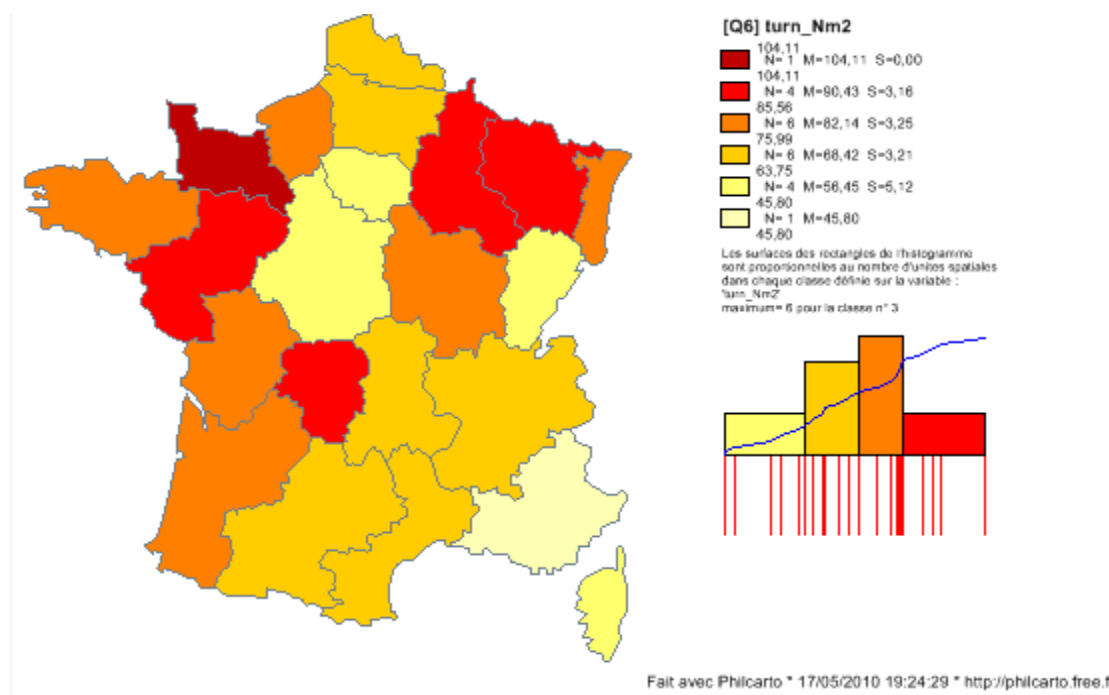 [Q6] turn_Nm2
104,11
N= 1 M=104,11 S=0,00
104,11
N= 4 M=90,43 S=3,16
85,56
N= 6 M=82,14 S=3,25
75,99
N= 6 M=68,42 S=3,21
63,75
N= 4 M=56,45 S=5,12
45,80
N= 1 M=45,80
45,80
Les surfaces des rectangles de l'histogramme
sont proportionnelles au nombre d'unites spatiales
dans chaque classe définie sur la variable :
'turn_Nm2'
maximum= 6 pour la classe n° 3
Fait avec Philcarto * 17/05/2010 19:24:29 * http://philcarto.free.f